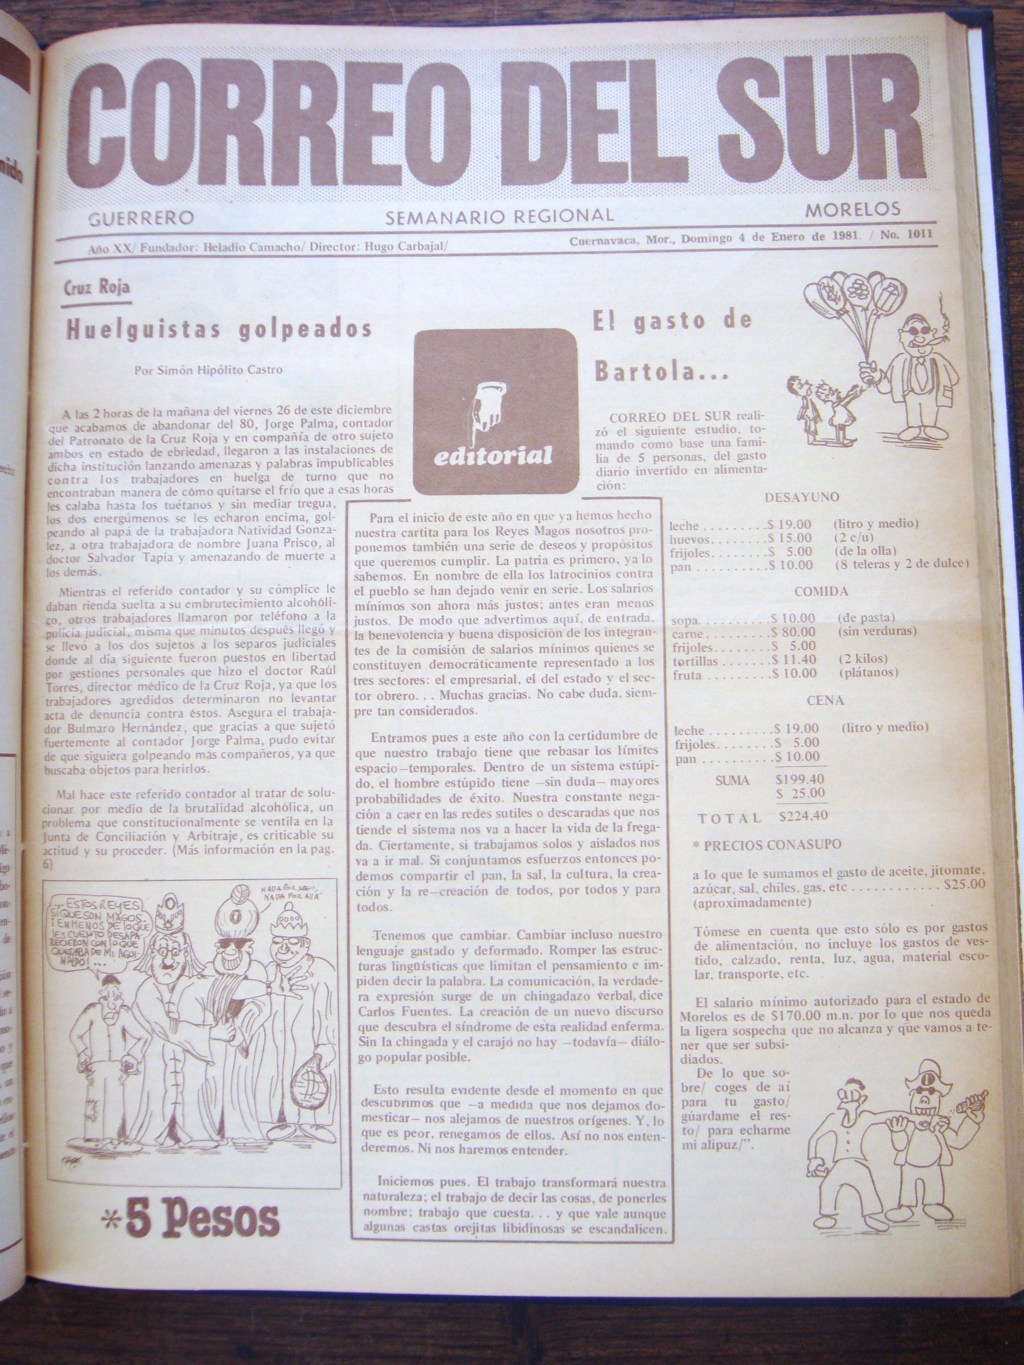 CORREO DEL SUR
GUERRERO
SEMANARIO REGIONAL
MORELOS
Año XX/ Fundador: Heladio Camacho/ Director: Hugo Carbajal/
Cuernavaca, Mor., Domingo 4 de Enero de 1981. / No. 1011
Cruz Roja
Huelguistas golpeados
Por Simón Hipólito Castro
A las 2 horas de la mañana del viernes 26 de este diciembre
que acabamos de abandonar del 80, Jorge Palma, contador
del Patronato de la Cruz Roja y en compañía de otro sujeto
ambos en estado de ebriedad, llegaron a las instalaciones de
dicha institución lanzando amenazas y palabras impublicables
contra los trabajadores en huelga de turno que no
encontraban manera de cómo quitarse el frío que a esas horas
les calaba hasta los tuétanos y sin mediar tregua,
los dos energúmenos se les echaron encima, gol-
peando al papá de la trabajadora Natividad Gonza-
lez, a otra trabajadora de nombre Juana Prisco, al
doctor Salvador Tapia y amenazando de muerte a
los demás.
Mientras el referido contador y su cómplice le
daban rienda suelta a su embrutecimiento alcohóli-
co, otros trabajadores llamaron por teléfono a la
policía judicial, misma que minutos después llegó y
se llevo a los dos sujetos a los separos judiciales
donde al día siguiente fueron puestos en libertad
por gestiones personales que hizo el doctor Raúl
Torres, director médico de la Cruz Roja, ya que los
trabajadores agredidos determinaron no levantar
acta de denuncia contra éstos. Asegura el trabaja-
dor Bulmaro Hernández, que gracias a que sujetó
fuertemente al contador Jorge Palma, pudo evitar
de que siguiera golpeando más compañeros, ya que
buscaba objetos para herirlos.
Mal hace este referido contador al tratar de solu-
cionar por medio de la brutalidad alcohólica, un
problema que constitucionalmente se ventila en la
Junta de Conciliación y Arbitraje, es criticable su
actitud y su proceder. (Más información en la pag.
6)
¡ESTOS REYES
SI QUE SON MAGOS
¡EN MENOS DE LO QUE
LES CUENTO DESAPA-
RECIERON CON LO QUE
QUEDABA DE MI AGUI-
NALDO!...
NADA POR AQUI,
NADA POR ACA
*5 Pesos
editorial
Para el inicio de este año en que ya hemos hecho
nuestra cartita para los Reyes Magos nosotros pro-
ponemos también una serie de deseos y propósitos
que queremos cumplir. La patria es primero, ya lo
sabemos. En nombre de ella los latrocinios contra
el pueblo se han dejado venir en serie. Los salarios
mínimos son ahora más justos; antes eran menos
justos. De modo que advertimos aquí, de entrada,
la benevolencia y buena disposición de los integran-
tes de la comisión de salarios mínimos quienes se
constituyen democráticamente representado a los
tres sectores: el empresarial, el del estado y el sec-
tor obrero. . . Muchas gracias. No cabe duda, siem-
pre tan considerados.
Entramos pues a este año con la certidumbre de
que nuestro trabajo tiene que rebasar los límites
espacio—temporales. Dentro de un sistema estúpi-
do, el hombre estúpido tiene —sin duda— mayores
probabilidades de éxito. Nuestra constante nega-
ción a caer en las redes sutiles o descaradas que nos
tiende el sistema nos va a hacer la vida de la frega-
da. Ciertamente, si trabajamos solos y aislados nos
va a ir mal. Si conjuntamos esfuerzos entonces po-
demos compartir el pan, la sal, la cultura, la crea-
ción y la re—creación de todos, por todos y para
todos.
Tenemos que cambiar. Cambiar incluso nuestro
lenguaje gastado y deformado. Romper las estruc-
turas lingüísticas que limitan el pensamiento e im-
piden decir la palabra. La comunicación, la verdade-
ra expresión surge de un chingadazo verbal, dice
Carlos Fuentes. La creación de un nuevo discurso
que descubra el síndrome de esta realidad enferma.
Sin la chingada y el carajo no hay —todavía— diálo-
go popular posible.
Esto resulta evidente desde el momento en que
descubrimos que —a medida que nos dejamos do-
mesticar— nos alejamos de nuestros orígenes. Y, lo
que es peor, renegamos de ellos. Así no nos enten-
deremos. Ni nos haremos entender.
Iniciemos pues. El trabajo transformará nuestra
naturaleza; el trabajo de decir las cosas, de ponerles
nombre; trabajo que cuesta. . . y que vale aunque
algunas castas orejitas libidinosas se escandalicen.
El gasto de
Bartola...
CORREO DEL SUR reali-
zó el siguiente estudio, to-
mando como base una fami-
lia de 5 personas, del gasto
diario invertido en alimenta-
ción:
DESAYUNO
leche . . . . . . . . .$ 19.00 (litro y medio)
huevos. . . . . . . .$ 15.00 (2 c/u)
frijoles. . . . . . . .$ 5.00 (de la olla)
pan . . . . . . . . . .$ 10.00 (8 teleras y 2 de dulce)
COMIDA
sopa. . . . . . . . . .$ 10.00 (de pasta)
carne . . . . . . . . .$ 80.00 (sin verduras)
frijoles. . . . . . . .$ 5.00
tortillas . . . . . . .$ 11.40 (2 kilos)
fruta . . . . . . . . .$ 10.00 (plátanos)
CENA
leche . . . . . . . . .$ 19.00 (litro y medio)
frijoles. . . . . . . .$ 5.00
pan . . . . . . . . . .$ 10.00
SUMA $199.40
$ 25.00
TOTAL $224.40
* PRECIOS CONASUPO
a lo que le sumamos el gasto de aceite, jitomate,
azúcar, sal, chiles, gas, etc . . . . . . . . . . . . $25.00
(aproximadamente)
Tómese en cuenta que esto sólo es por gastos
de alimentación, no incluye los gastos de ves-
tido, calzado, renta, luz, agua, material esco-
lar, transporte, etc.
El salario mínimo autorizado para el estado de
Morelos es de $170.00 m.n. por lo que nos queda
la ligera sospecha que no alcanza y que vamos a te-
ner que ser subsi-
diados.
De lo que so-
bre/ coges de aí
para tu gasto/
gúardame el res-
to/ para echarme
mi alipuz/”.